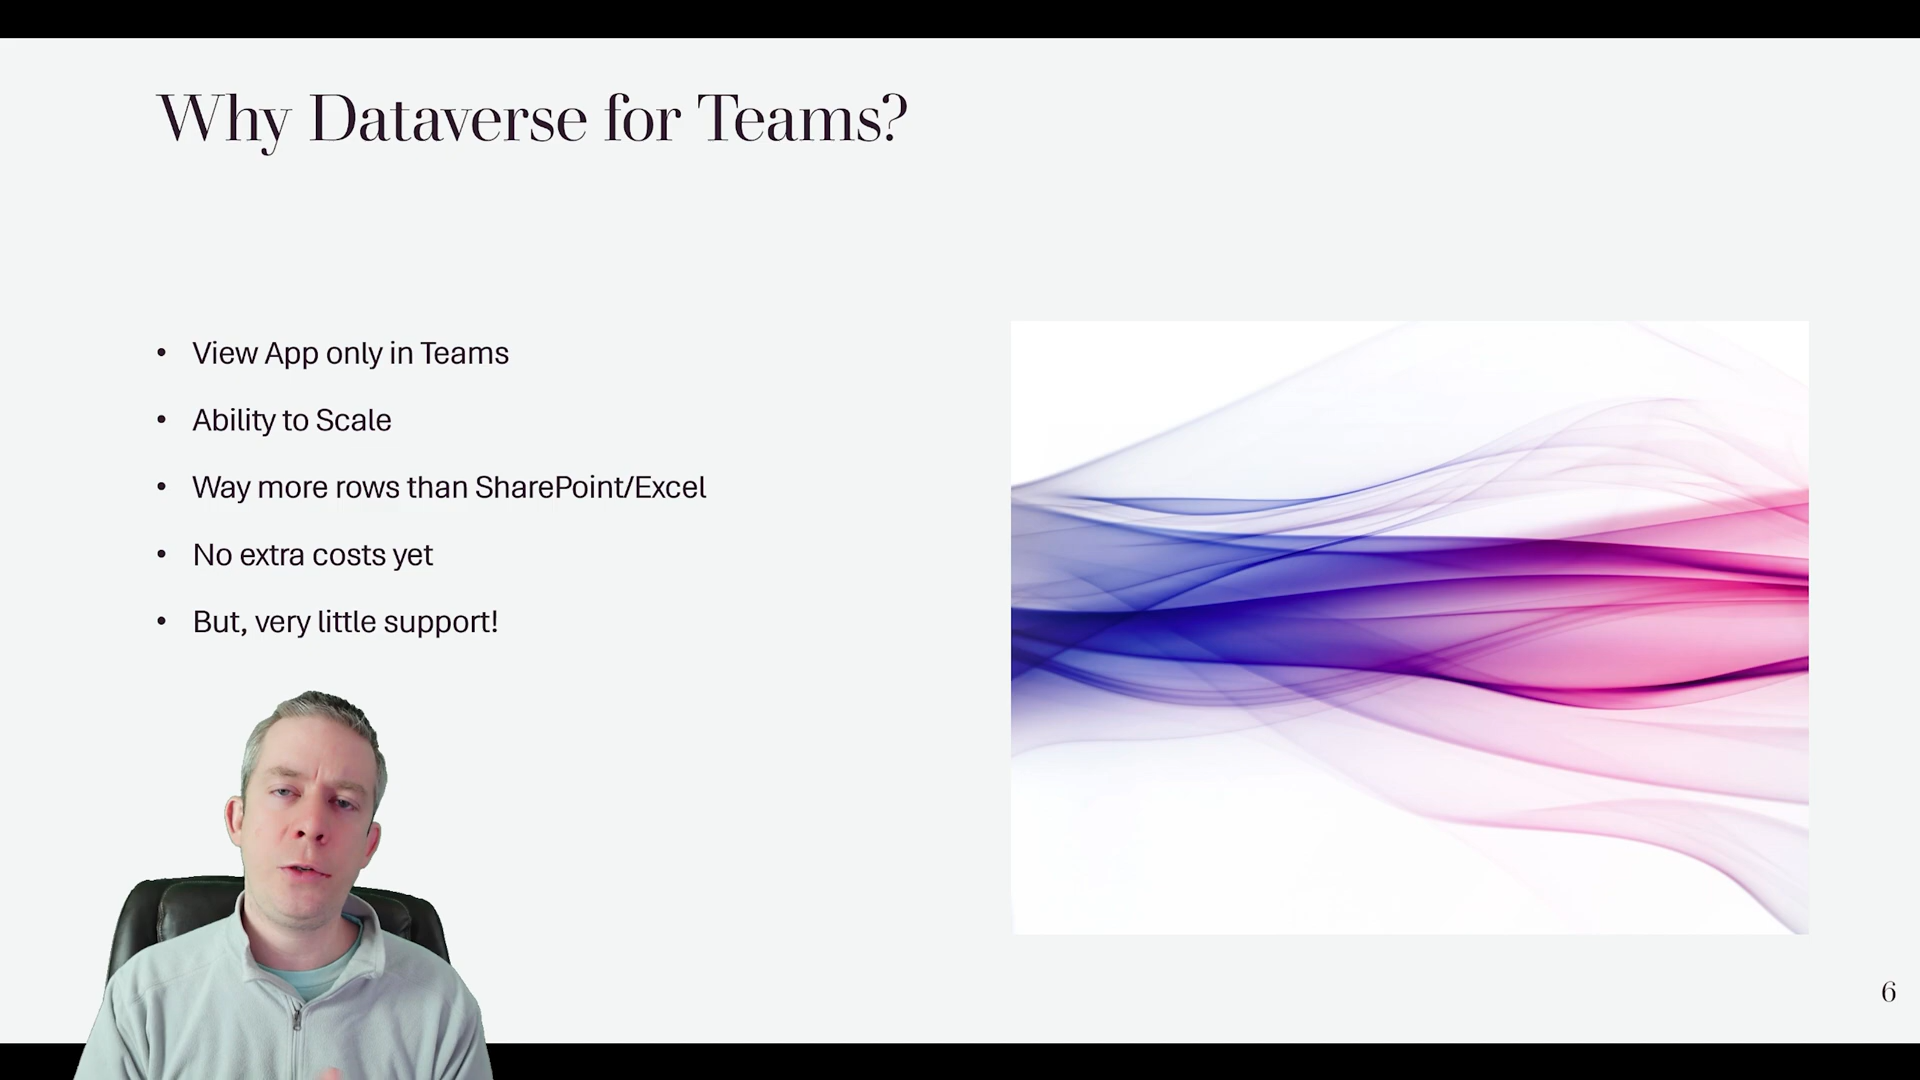 Why Dataverse for Teams?
• View App only in Teams
• Ability to Scale
• Way more rows than SharePoint/Excel
• No extra costs yet
• But, very little support!
6